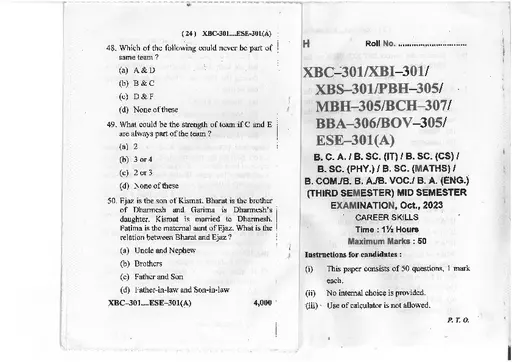 ( 24 ) XBC-301....ESE-301(A)
48. Which of the following could never be part of
same team ?
(a) A & D
(b) B & C
(c) D & F
(d) None of these
49. What could be the strength of team if C and E
are always part of the team ?
(a) 2
(b) 3 or 4
(c) 2 or 3
(d) None of these
50. Ejaz is the son of Kismat. Bharat is the brother
of Dharmesh and Garima is Dharmesh's
daughter. Kismat is married to Dharmesh.
Fatima is the maternal aunt of Ejaz. What is the
relation between Bharat and Ejaz ?
(a) Uncle and Nephew
(b) Brothers
(c) Father and Son
(d) Father-in-law and Son-in-law
XBC-301....ESE-301(A) 4,000
H Roll No. ............................
XBC-301/XBI-301/
XBS-301/PBH-305/
MBH-305/BCH-307/
BBA-306/BOV-305/
ESE-301(A)
B. C. A. / B. SC. (IT) / B. SC. (CS) /
B. SC. (PHY.) / B. SC. (MATHS) /
B. COM./B. B. A./B. VOC./ B. A. (ENG.)
(THIRD SEMESTER) MID SEMESTER
EXAMINATION, Oct., 2023
CAREER SKILLS
Time : 1½ Hours
Maximum Marks : 50
Instructions for candidates :
(i) This paper consists of 50 questions, 1 mark
each.
(ii) No internal choice is provided.
(iii) Use of calculator is not allowed.
P. T. O.